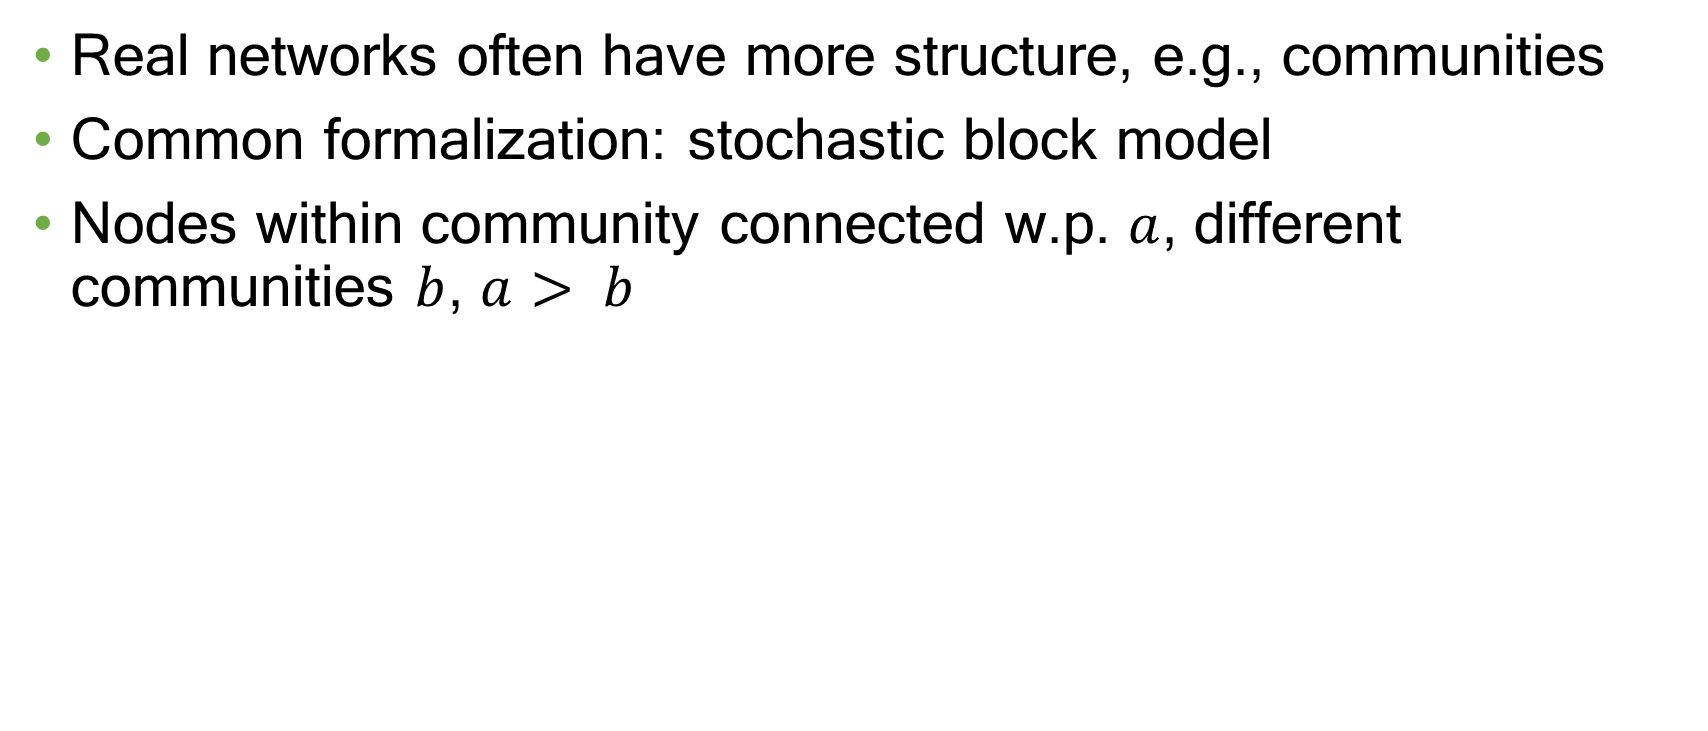 • Real networks often have more structure, e.g., communities
• Common formalization: stochastic block model
• Nodes within community connected w.p. 𝑎, different
communities 𝑏, 𝑎 > 𝑏